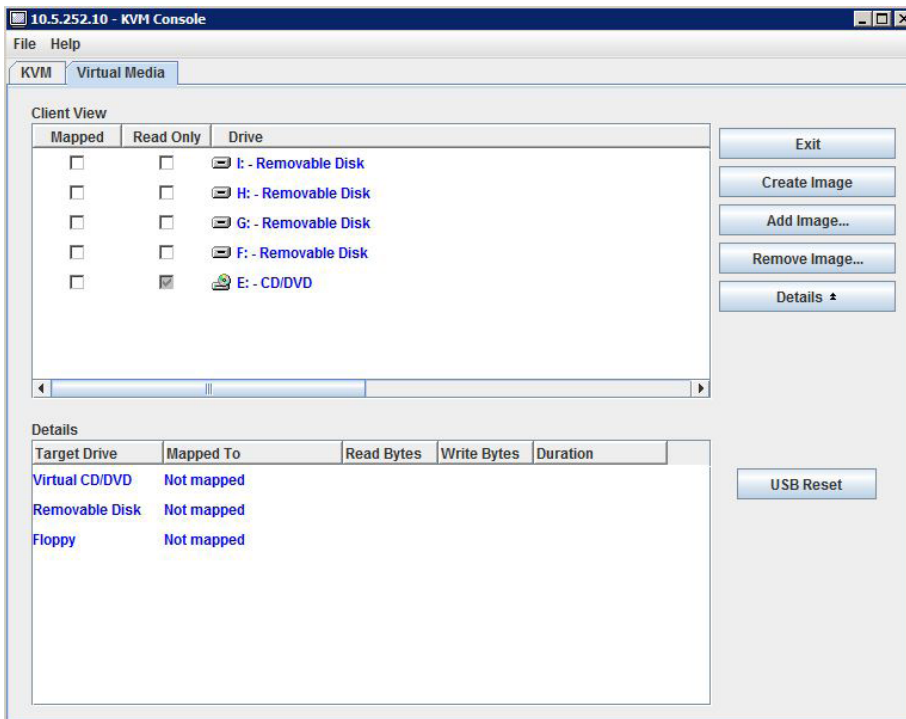 10.5.252.10 - KVM Console
File Help
KVM Virtual Media
Client View
Mapped Read Only Drive
I: - Removable Disk
H: - Removable Disk
G: - Removable Disk
F: - Removable Disk
E: - CD/DVD
Exit
Create Image
Add Image...
Remove Image...
Details
Details
Target Drive Mapped To Read Bytes Write Bytes Duration
Virtual CD/DVD Not mapped
Removable Disk Not mapped
Floppy Not mapped
USB Reset